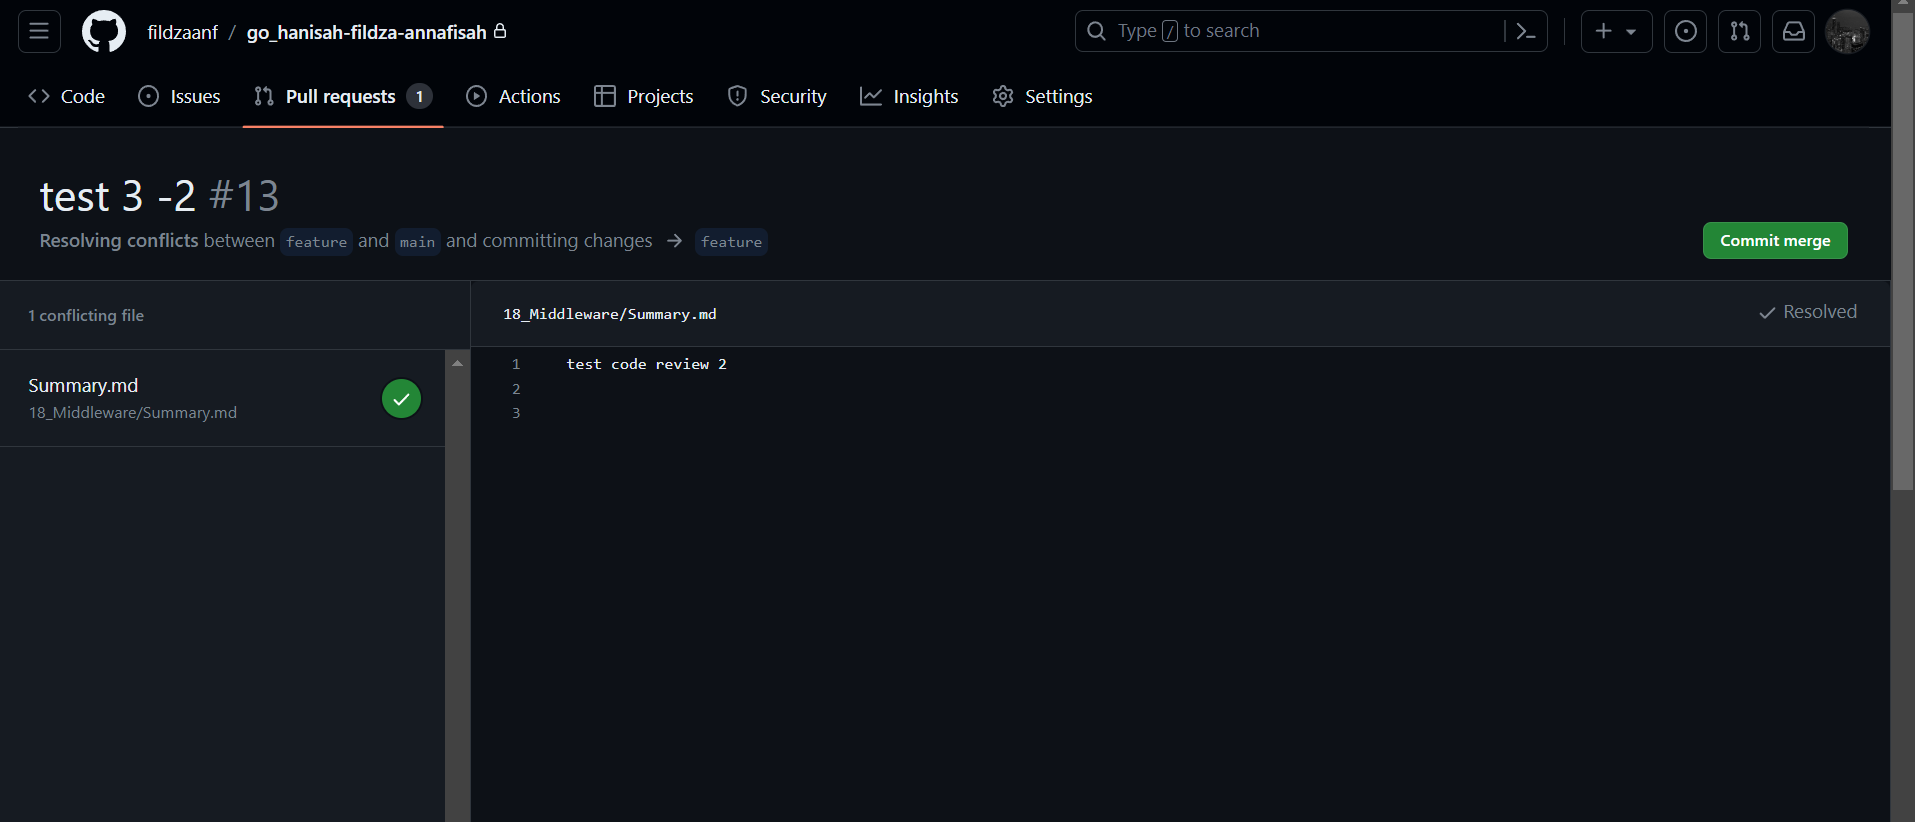 fildzaanf / go_hanisah-fildza-annafisah
Type / to search
Code
Issues
Pull requests 1
Actions
Projects
Security
Insights
Settings
test 3 -2 #13
Resolving conflicts between feature and main and committing changes → feature
Commit merge
1 conflicting file
Summary.md
18_Middleware/Summary.md
18_Middleware/Summary.md
Resolved
1 test code review 2
2
3